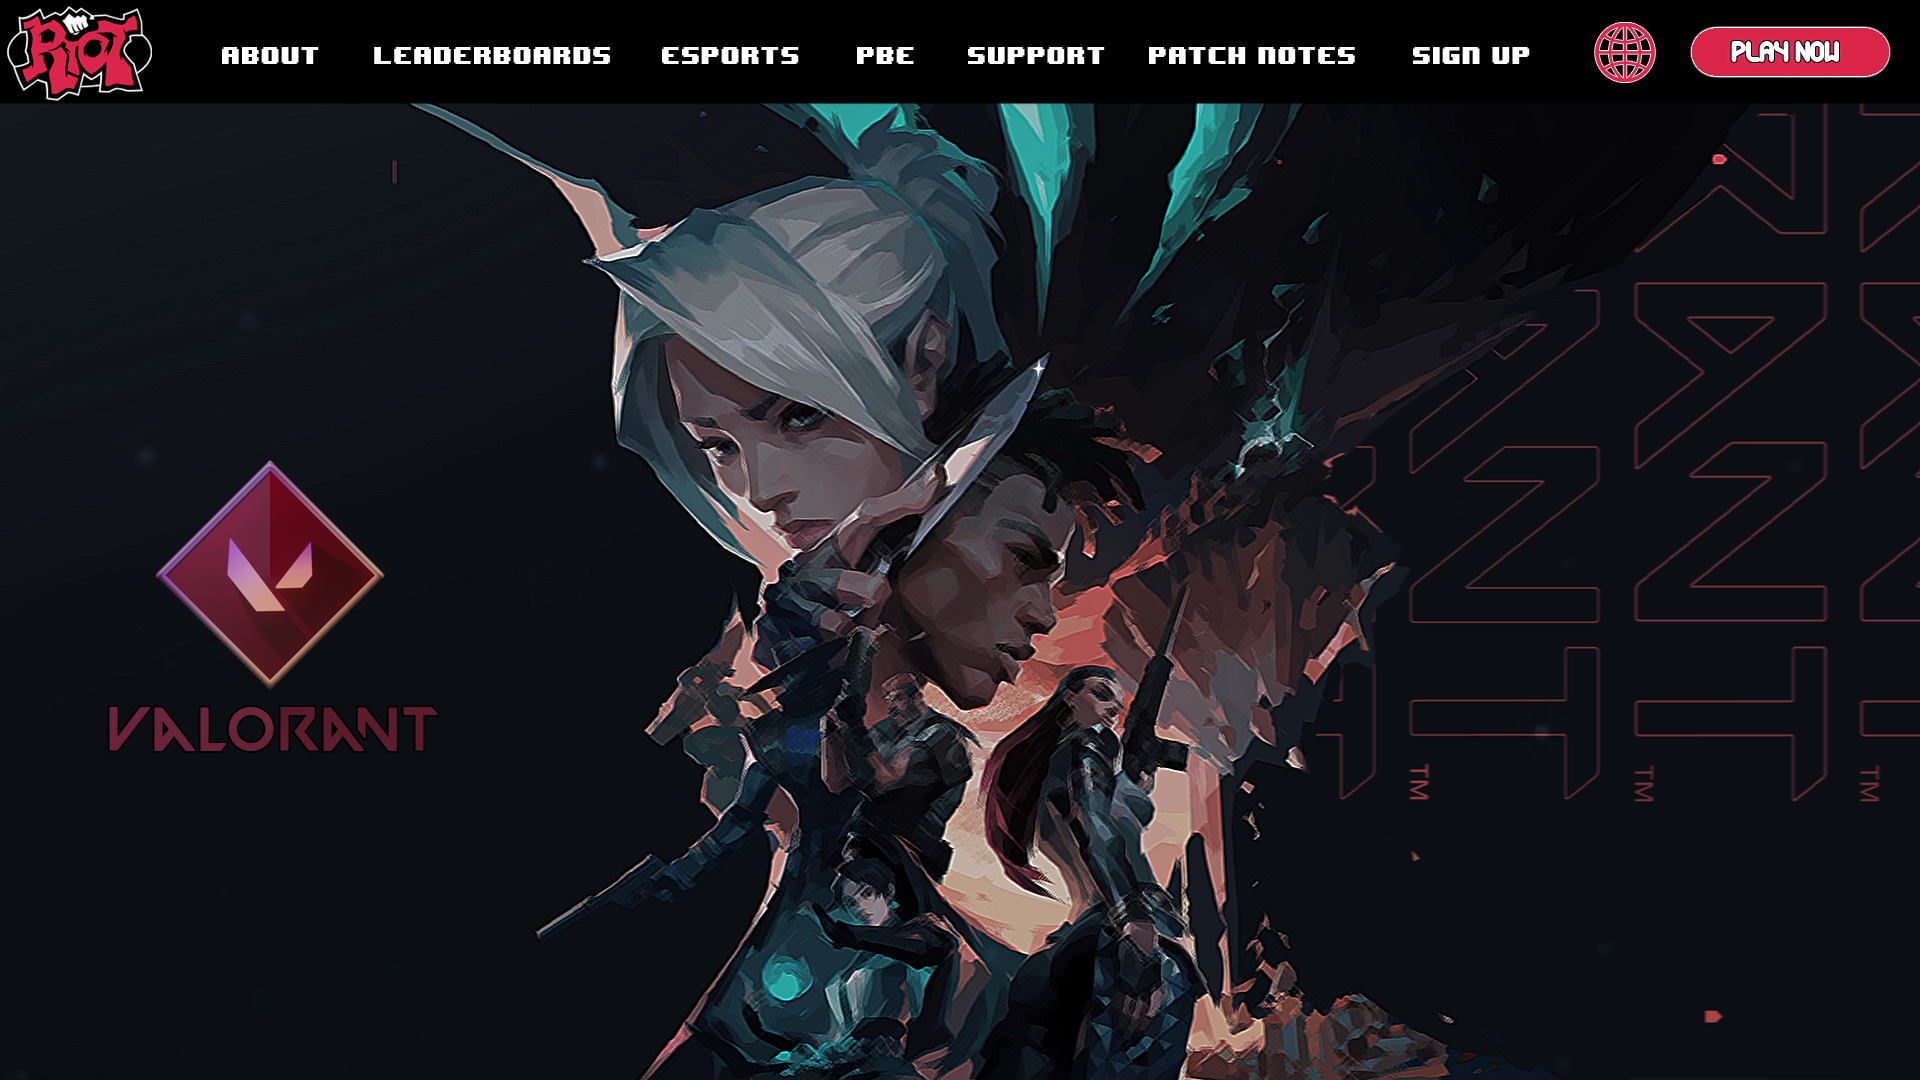 RIOT
ABOUT
LEADERBOARDS
ESPORTS
PBE
SUPPORT
PATCH NOTES
SIGN UP
PLAY NOW
VALORANT
TM
TM
TM